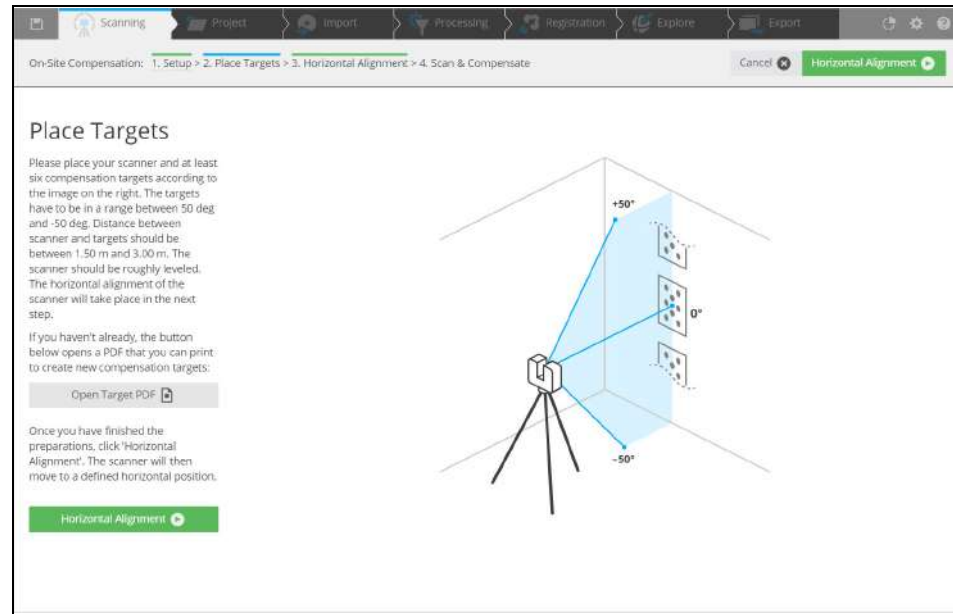 Scanning
Project
Import
Processing
Registration
Explore
Export
On-Site Compensation: 1. Setup > 2. Place Targets > 3. Horizontal Alignment > 4. Scan & Compensate
Cancel
Horizontal Alignment
Place Targets
Please place your scanner and at least
six compensation targets according to
the image on the right. The targets
have to be in a range between 50 deg
and -50 deg. Distance between
scanner and targets should be
between 1.50 m and 3.00 m. The
scanner should be roughly leveled.
The horizontal alignment of the
scanner will take place in the next
step.
If you haven't already, the button
below opens a PDF that you can print
to create new compensation targets:
Open Target PDF
Once you have finished the
preparations, click 'Horizontal
Alignment'. The scanner will then
move to a defined horizontal position.
Horizontal Alignment
+50°
0°
-50°